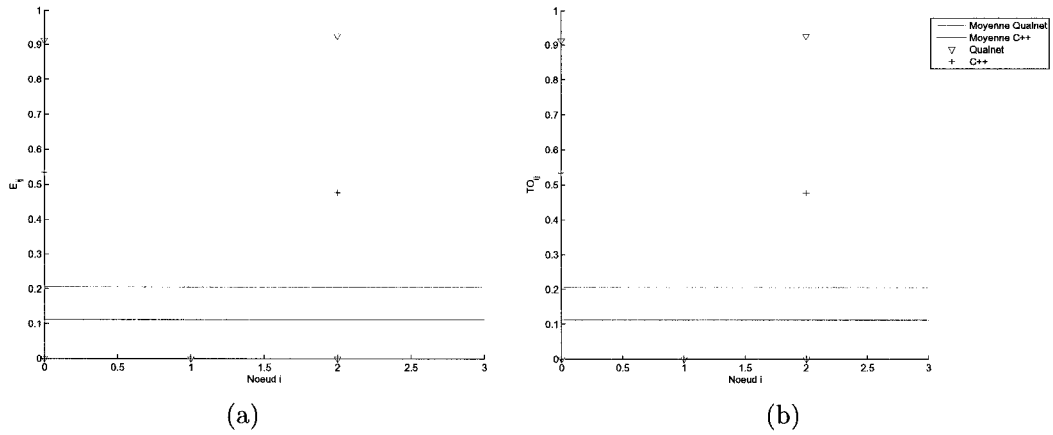 1
0.9
0.8
0.7
0.6
E_ij
0.5
0.4
0.3
0.2
0.1
0
0 0.5 1 1.5 2 2.5 3
Noeud i
(a)
1
0.9
0.8
0.7
0.6
TO_ij
0.5
0.4
0.3
0.2
0.1
0
0 0.5 1 1.5 2 2.5 3
Noeud i
(b)
Moyenne Qualnet
Moyenne C++
Qualnet
C++